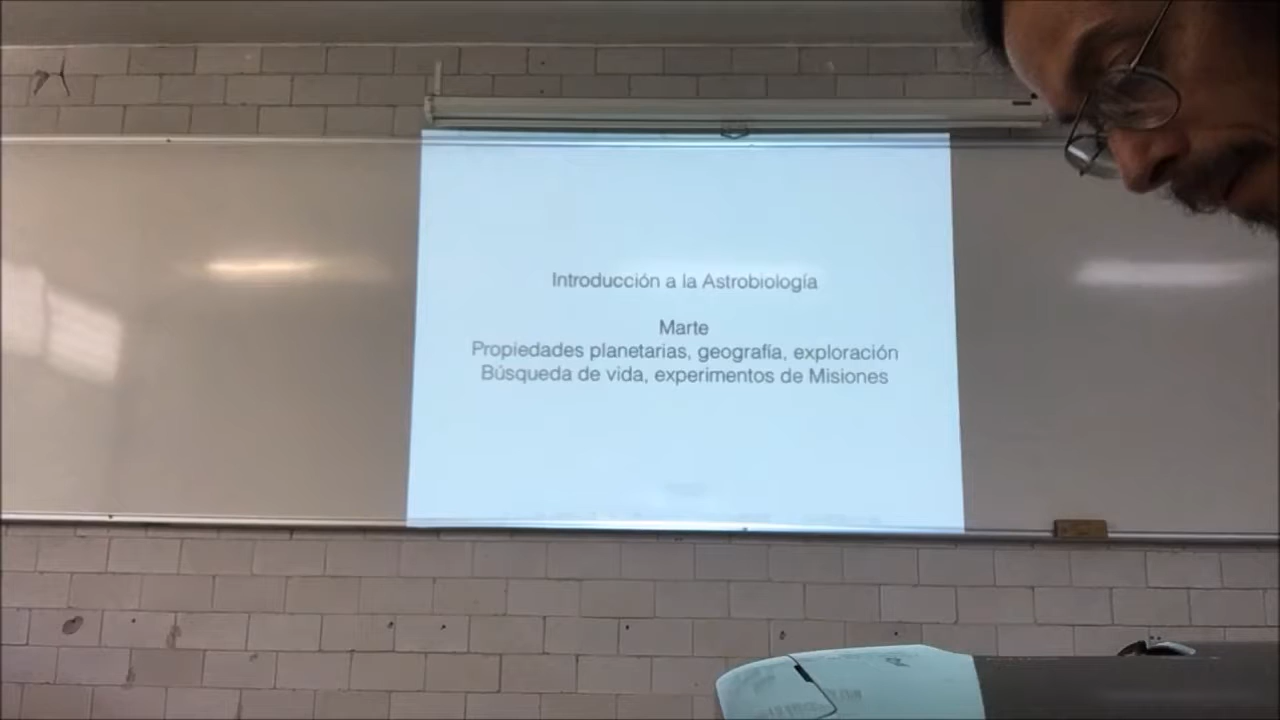 Introducción a la Astrobiología
Marte
Propiedades planetarias, geografía, exploración
Búsqueda de vida, experimentos de Misiones